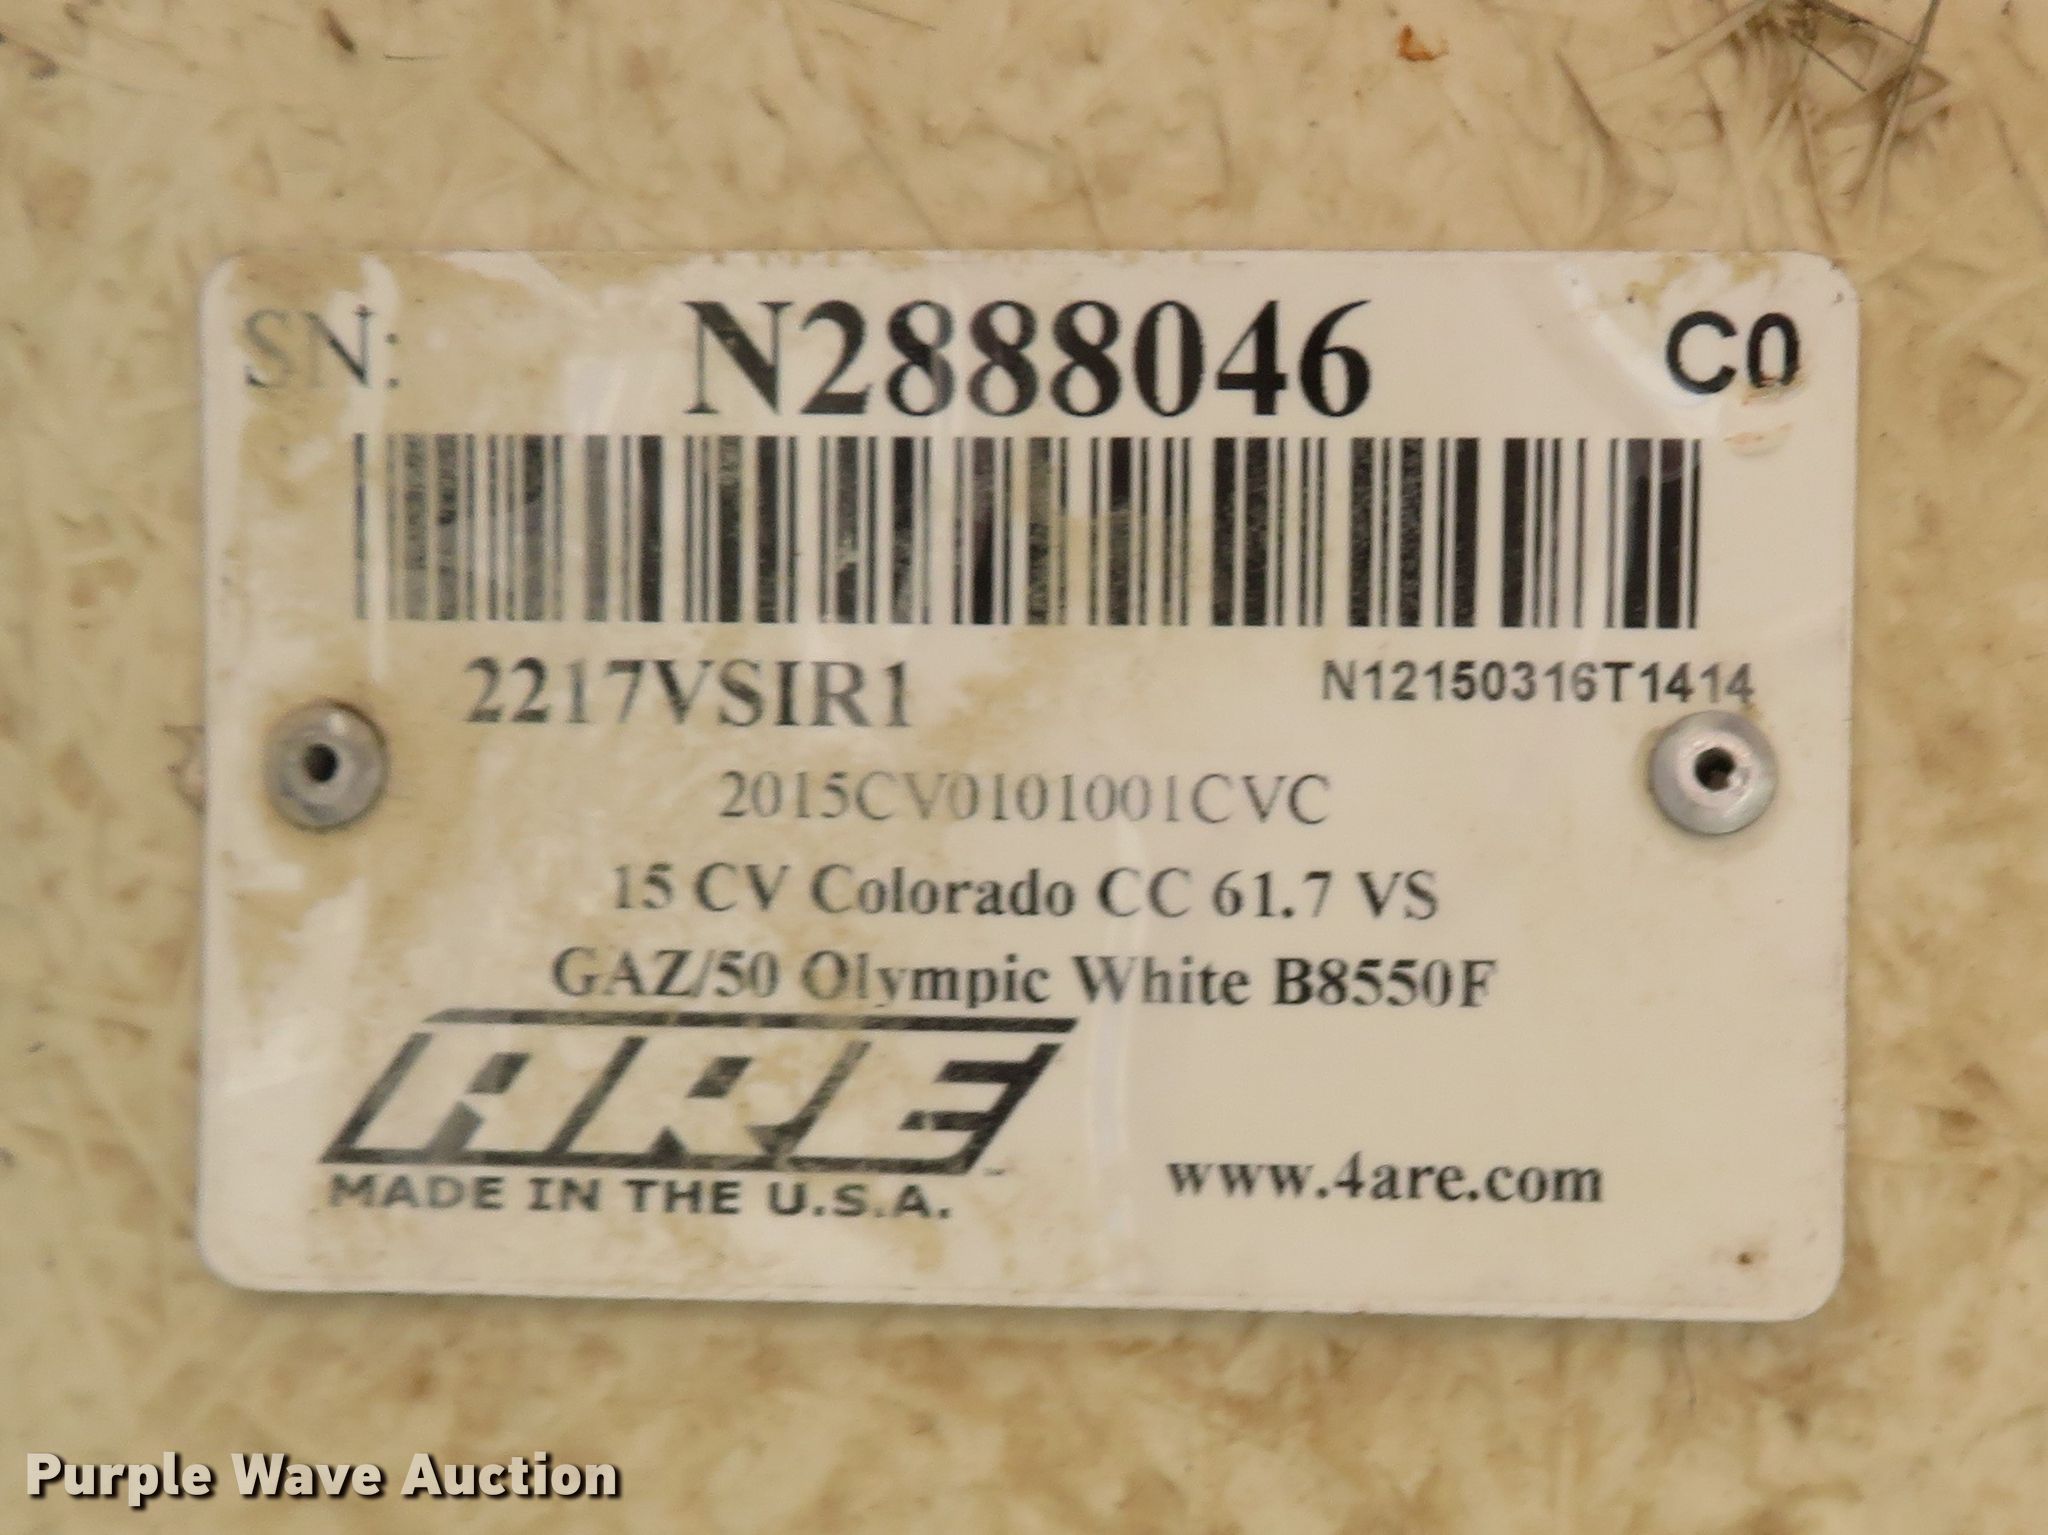 SN: N2888046 C0
2217VSIR1 N12150316T1414
2015CV0101001CVC
15 CV Colorado CC 61.7 VS
GAZ/50 Olympic White B8550F
ARE
MADE IN THE U.S.A.
www.4are.com
Purple Wave Auction